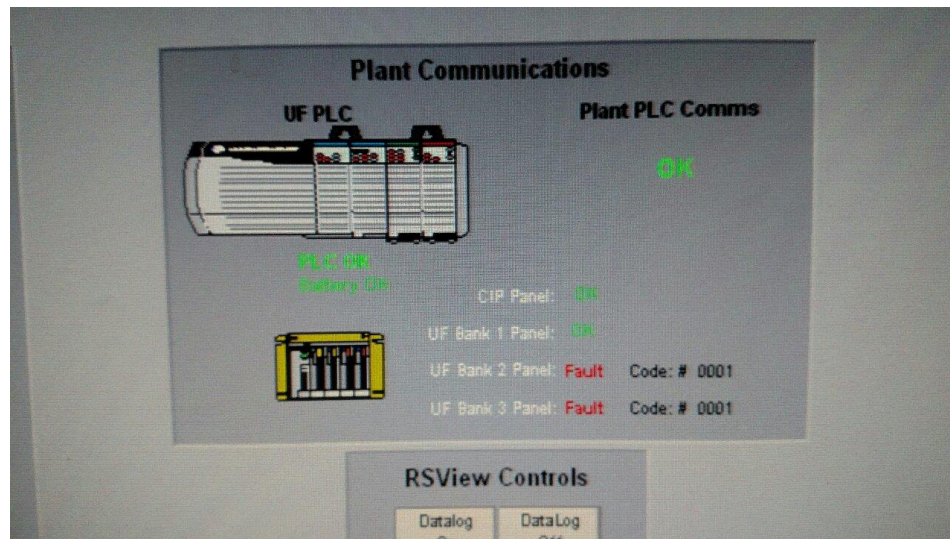 Plant Communications
UF PLC
Plant PLC Comms
OK
PLC OK
Battery OK
CIP Panel: OK
UF Bank 1 Panel: OK
UF Bank 2 Panel: Fault Code: # 0001
UF Bank 3 Panel: Fault Code: # 0001
RSView Controls
Datalog
DataLog